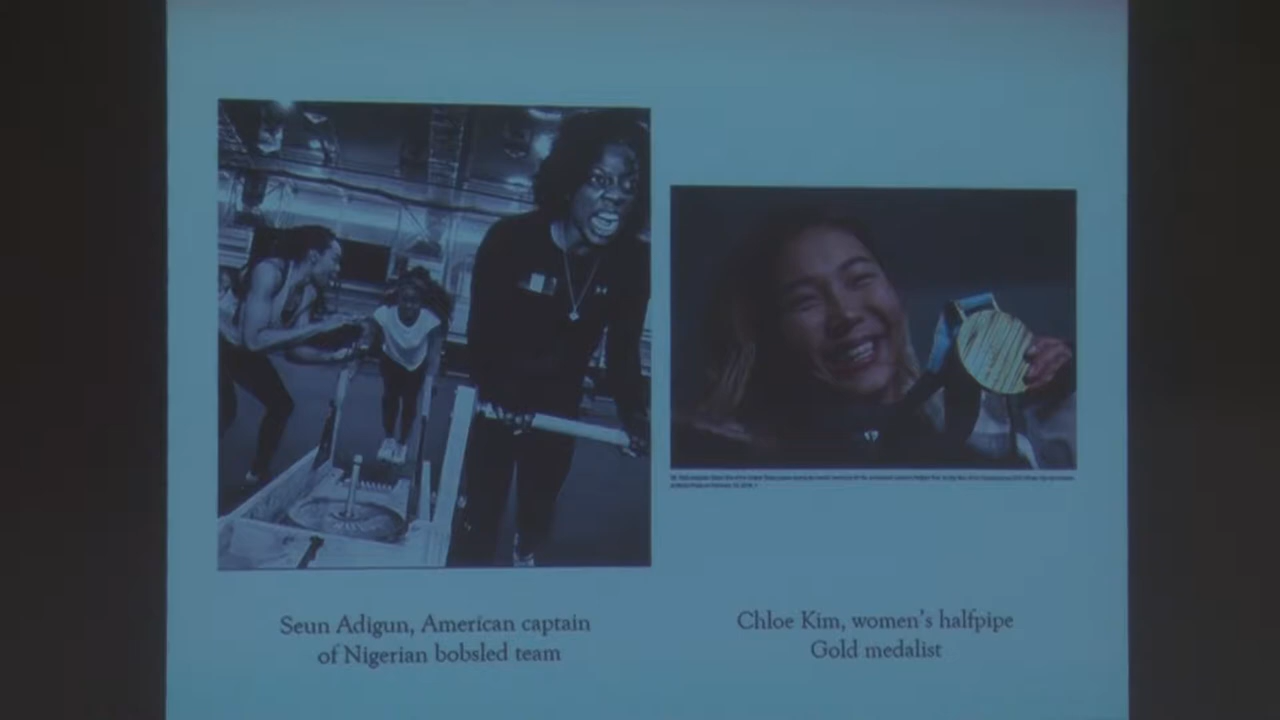 Seun Adigun, American captain
of Nigerian bobsled team
Chloe Kim, women's halfpipe
Gold medalist